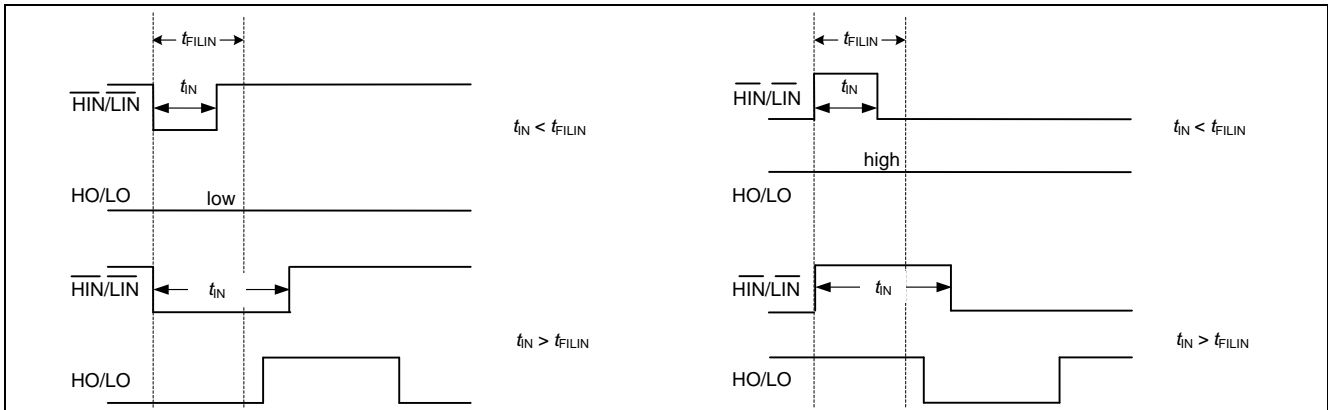 tFILIN
tIN
HIN/LIN
tIN < tFILIN
HO/LO
low
HIN/LIN
tIN
tIN > tFILIN
HO/LO
tFILIN
tIN
HIN/LIN
tIN < tFILIN
high
HO/LO
HIN/LIN
tIN
tIN > tFILIN
HO/LO